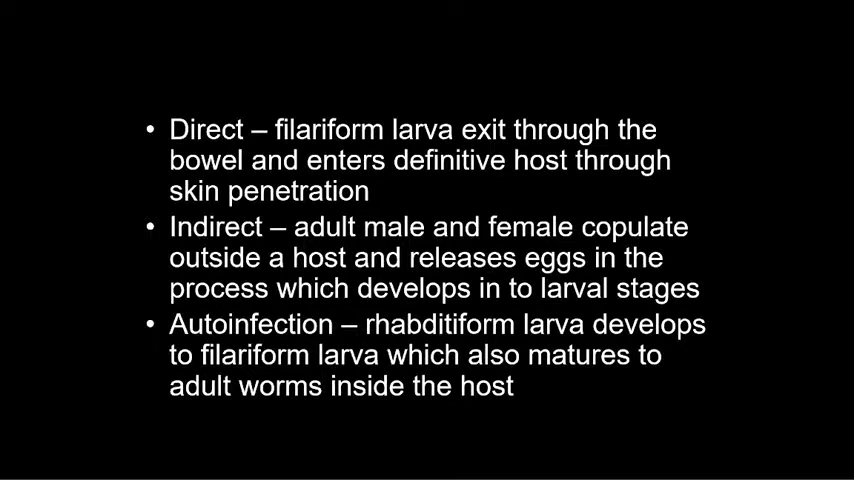 • Direct – filariform larva exit through the
bowel and enters definitive host through
skin penetration
• Indirect – adult male and female copulate
outside a host and releases eggs in the
process which develops in to larval stages
• Autoinfection – rhabditiform larva develops
to filariform larva which also matures to
adult worms inside the host